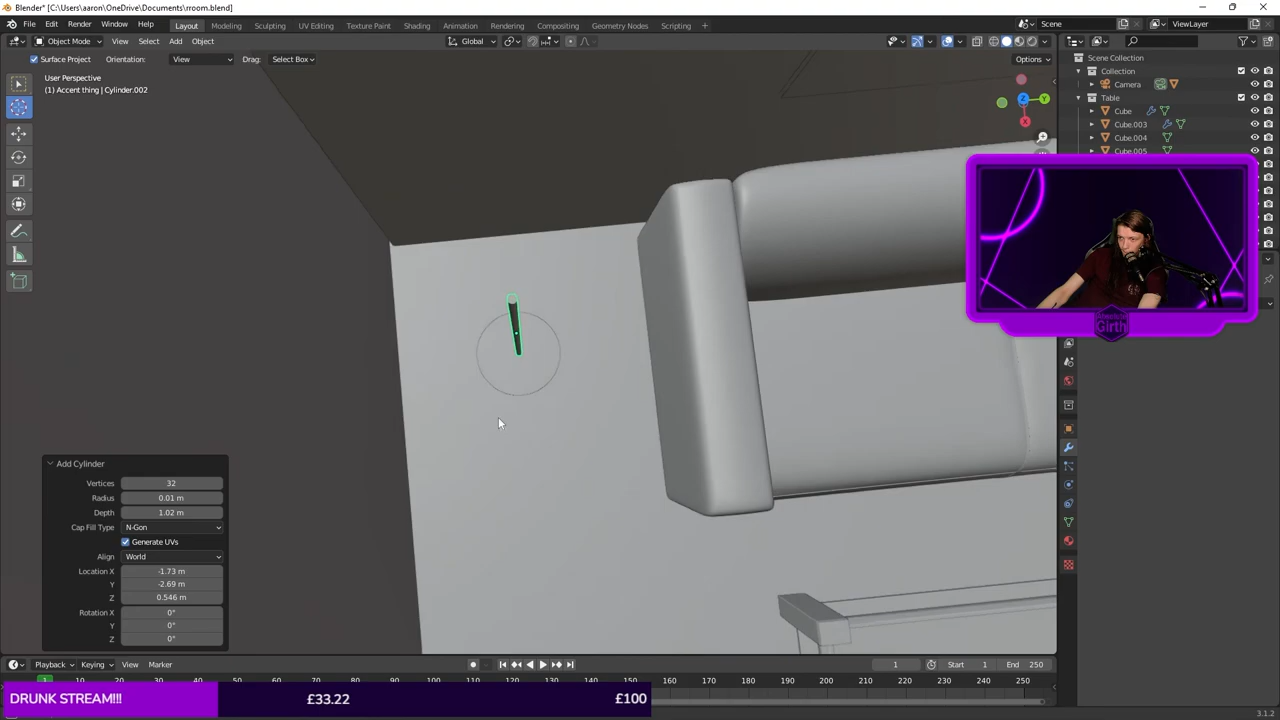 Blender* [C:\Users\aaron\OneDrive\Documents\rroom.blend]
File Edit Render Window Help Layout Modeling Sculpting UV Editing Texture Paint Shading Animation Rendering Compositing Geometry Nodes Scripting + Scene ViewLayer
Object Mode View Select Add Object Global
Surface Project Orientation: View Drag: Select Box Options
User Perspective
(1) Accent thing | Cylinder.002
Scene Collection
Collection
Camera
Table
Cube
Cube.003
Cube.004
Cube.005
Z Y X
Absolute
Girth
Add Cylinder
Vertices 32
Radius 0.01 m
Depth 1.02 m
Cap Fill Type N-Gon
Generate UVs
Align World
Location X -1.73 m
Y -2.69 m
Z 0.546 m
Rotation X 0°
Y 0°
Z 0°
Playback Keying View Marker 1 Start 1 End 250
1 10 20 30 40 50 60 70 80 90 100 110 120 130 140 150 160 170 180 190 200 210 220 230 240 250
DRUNK STREAM!!! £33.22 £100
3.1.2